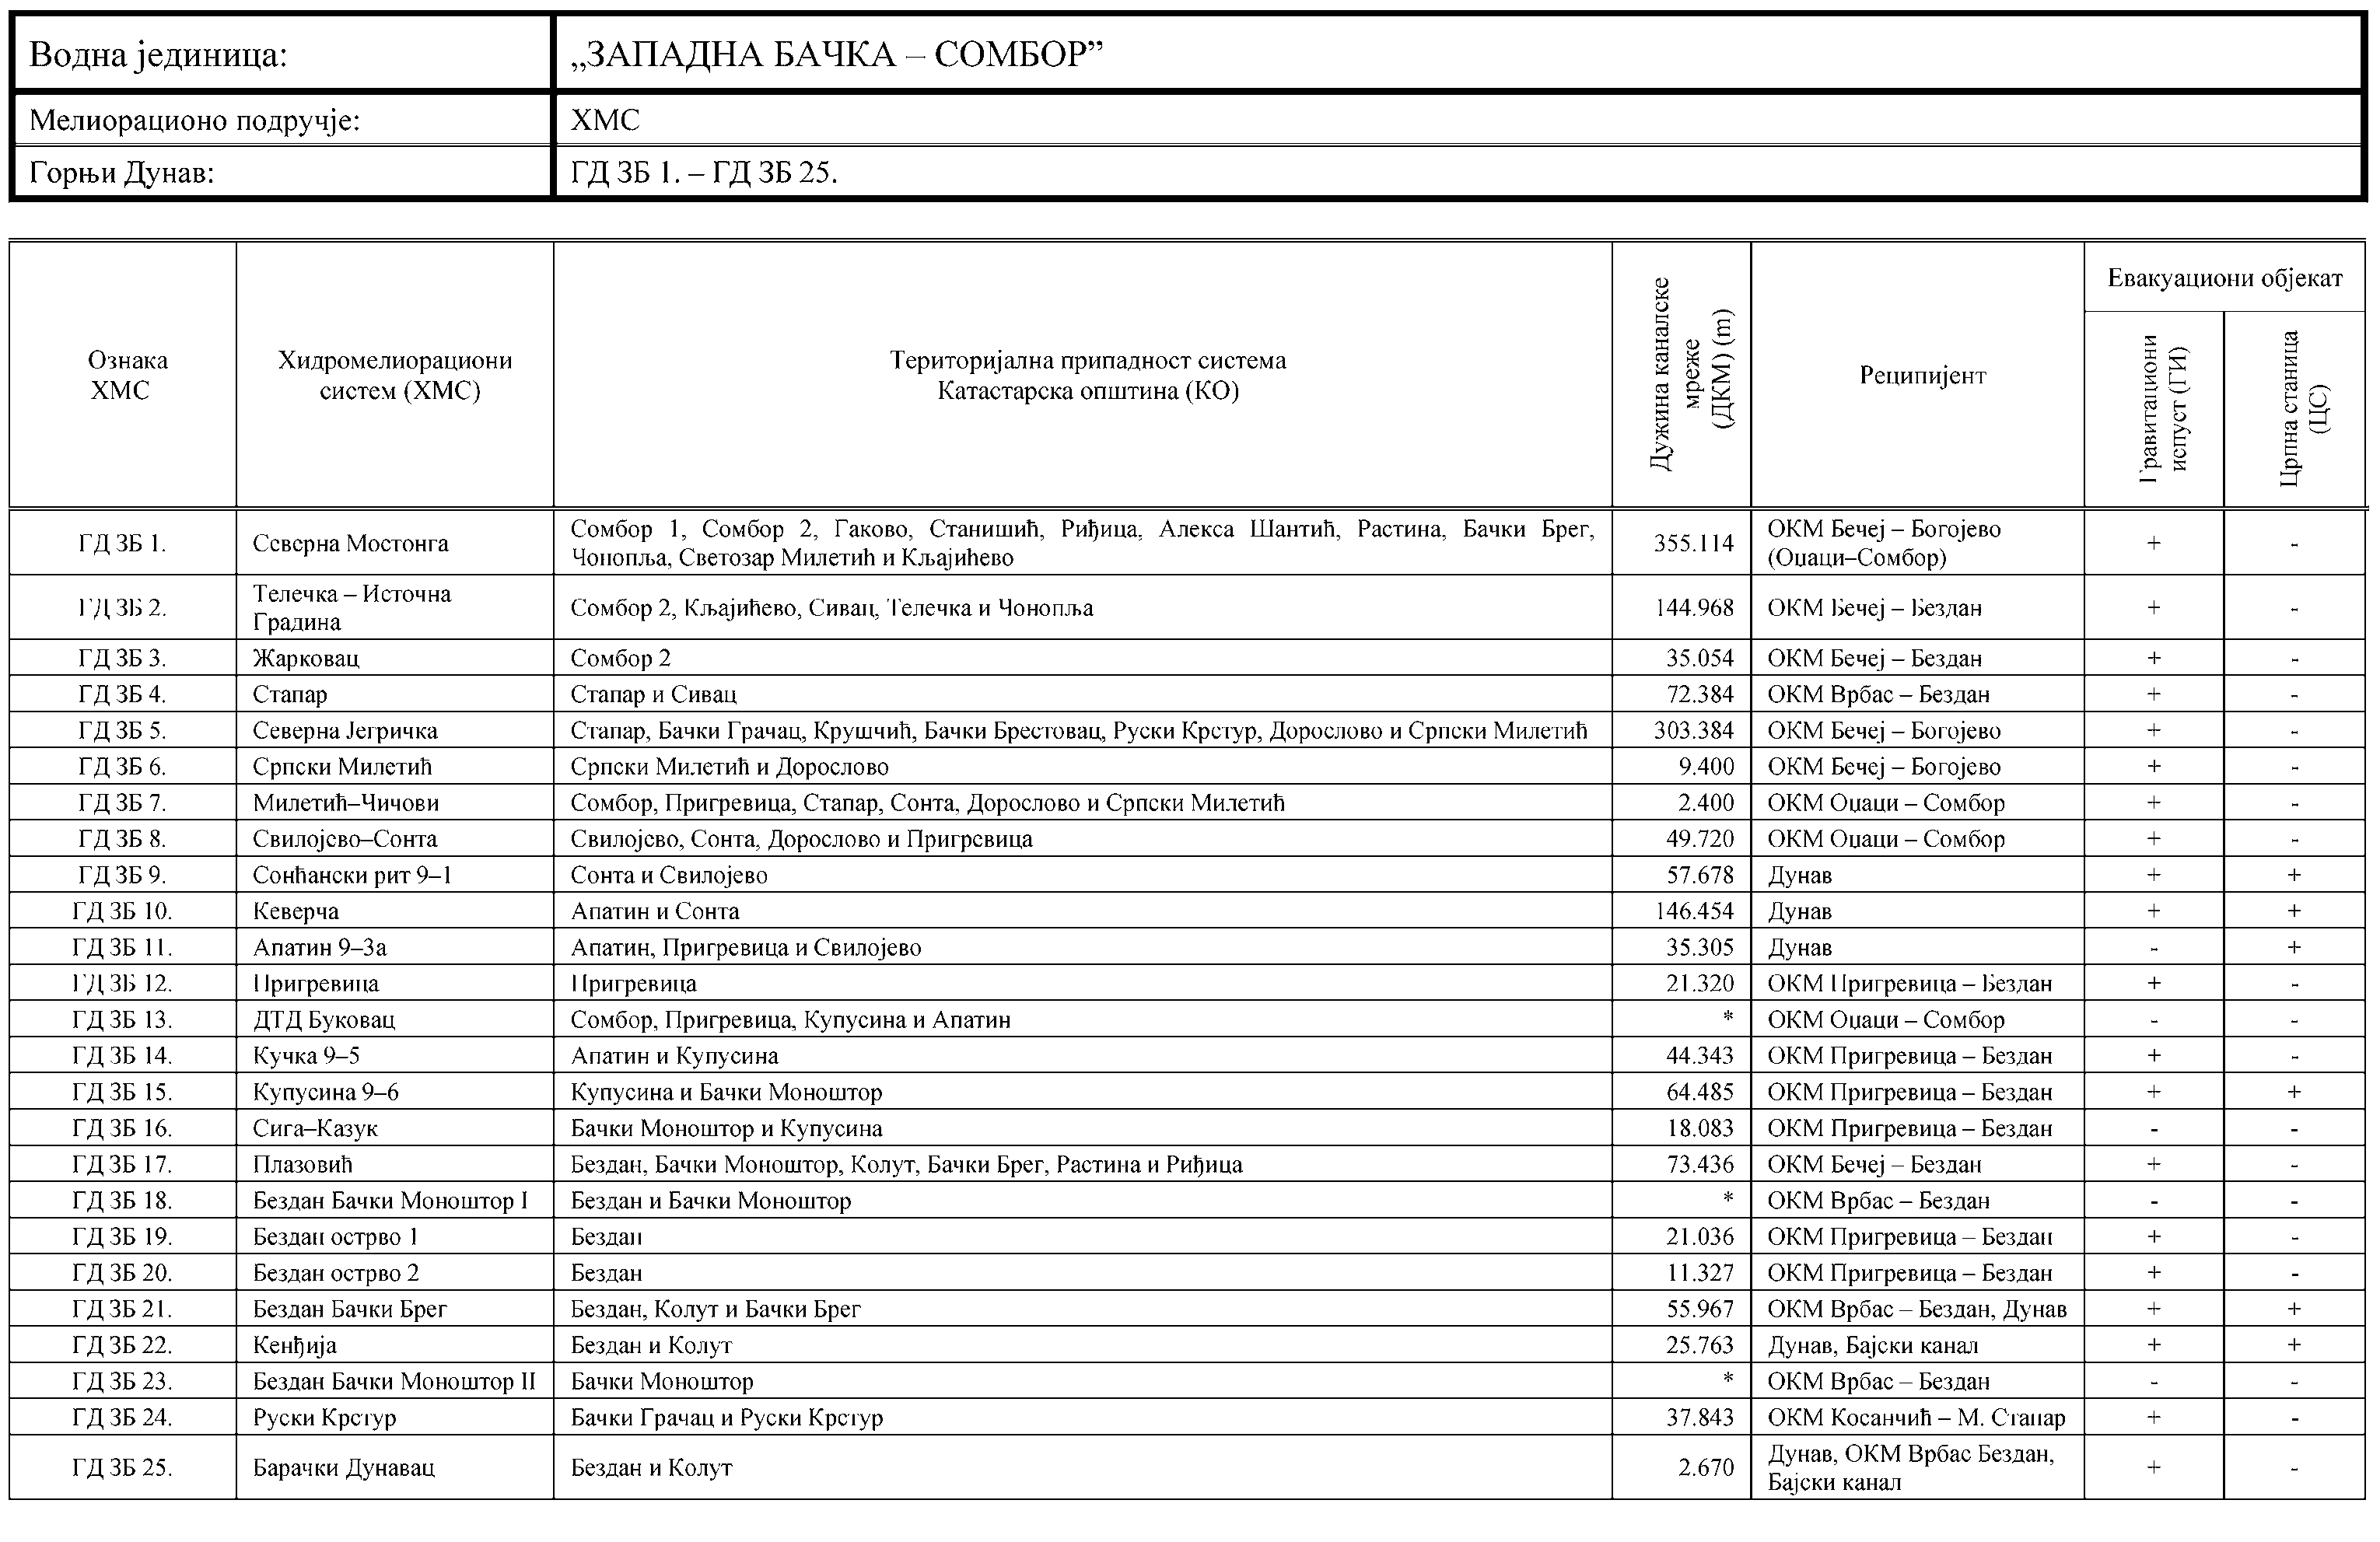 Водна јединица: „ЗАПАДНА БАЧКА – СОМБОР”
Мелиорационо подручје: ХМС
Горњи Дунав: ГД ЗБ 1. – ГД ЗБ 25.
Ознака ХМС
Хидромелиорациони систем (ХМС)
Територијална припадност система
Катастарска општина (КО)
Дужина каналске мреже (ДКМ) (m)
Реципијент
Евакуациони објекат
Гравитациони испуст (ГИ)
Црпна станица (ЦС)
ГД ЗБ 1. Северна Мостонга Сомбор 1, Сомбор 2, Гаково, Станишић, Риђица, Алекса Шантић, Растина, Бачки Брег, 355.114 ОКМ Бечеј – Богојево + -
Чонопља, Светозар Милетић и Кљајићево (Оџаци–Сомбор)
ГД ЗБ 2. Телечка – Источна Сомбор 2, Кљајићево, Сивац, Телечка и Чонопља 144.968 ОКМ Бечеј – Бездан + -
Градина
ГД ЗБ 3. Жарковац Сомбор 2 35.054 ОКМ Бечеј – Бездан + -
ГД ЗБ 4. Стапар Стапар и Сивац 72.384 ОКМ Врбас – Бездан + -
ГД ЗБ 5. Северна Јегричка Стапар, Бачки Грачац, Крушчић, Бачки Брестовац, Руски Крстур, Дорослово и Српски Милетић 303.384 ОКМ Бечеј – Богојево + -
ГД ЗБ 6. Српски Милетић Српски Милетић и Дорослово 9.400 ОКМ Бечеј – Богојево + -
ГД ЗБ 7. Милетић–Чичови Сомбор, Пригревица, Стапар, Сонта, Дорослово и Српски Милетић 2.400 ОКМ Оџаци – Сомбор + -
ГД ЗБ 8. Свилојево–Сонта Свилојево, Сонта, Дорослово и Пригревица 49.720 ОКМ Оџаци – Сомбор + -
ГД ЗБ 9. Сонћански рит 9–1 Сонта и Свилојево 57.678 Дунав + +
ГД ЗБ 10. Кеверча Апатин и Сонта 146.454 Дунав + +
ГД ЗБ 11. Апатин 9–3а Апатин, Пригревица и Свилојево 35.305 Дунав - +
ГД ЗБ 12. Пригревица Пригревица 21.320 ОКМ Пригревица – Бездан + -
ГД ЗБ 13. ДТД Буковац Сомбор, Пригревица, Купусина и Апатин * ОКМ Оџаци – Сомбор - -
ГД ЗБ 14. Кучка 9–5 Апатин и Купусина 44.343 ОКМ Пригревица – Бездан + -
ГД ЗБ 15. Купусина 9–6 Купусина и Бачки Моноштор 64.485 ОКМ Пригревица – Бездан + +
ГД ЗБ 16. Сига–Казук Бачки Моноштор и Купусина 18.083 ОКМ Пригревица – Бездан - -
ГД ЗБ 17. Плазовић Бездан, Бачки Моноштор, Колут, Бачки Брег, Растина и Риђица 73.436 ОКМ Бечеј – Бездан + -
ГД ЗБ 18. Бездан Бачки Моноштор I Бездан и Бачки Моноштор * ОКМ Врбас – Бездан - -
ГД ЗБ 19. Бездан острво 1 Бездан 21.036 ОКМ Пригревица – Бездан + -
ГД ЗБ 20. Бездан острво 2 Бездан 11.327 ОКМ Пригревица – Бездан + -
ГД ЗБ 21. Бездан Бачки Брег Бездан, Колут и Бачки Брег 55.967 ОКМ Врбас – Бездан, Дунав + +
ГД ЗБ 22. Кенђија Бездан и Колут 25.763 Дунав, Бајски канал + +
ГД ЗБ 23. Бездан Бачки Моноштор II Бачки Моноштор * ОКМ Врбас – Бездан - -
ГД ЗБ 24. Руски Крстур Бачки Грачац и Руски Крстур 37.843 ОКМ Косанчић – М. Стапар + -
ГД ЗБ 25. Барачки Дунавац Бездан и Колут 2.670 Дунав, ОКМ Врбас Бездан, + -
Бајски канал